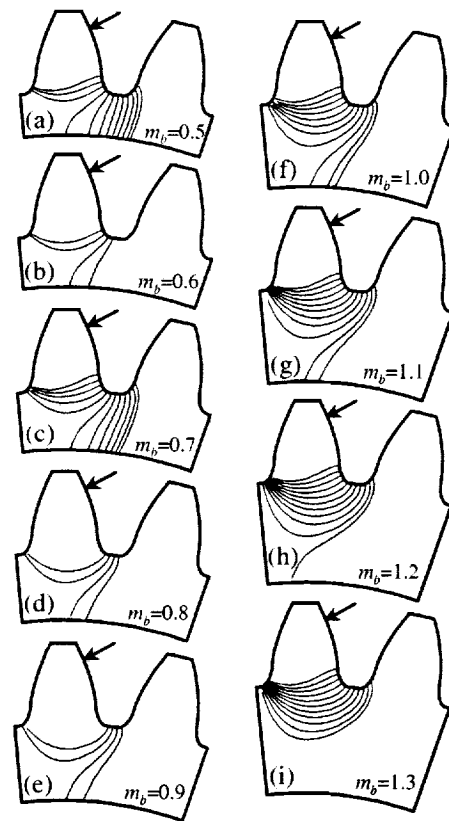 (a)
m_b=0.5
(b)
m_b=0.6
(c)
m_b=0.7
(d)
m_b=0.8
(e)
m_b=0.9
(f)
m_b=1.0
(g)
m_b=1.1
(h)
m_b=1.2
(i)
m_b=1.3